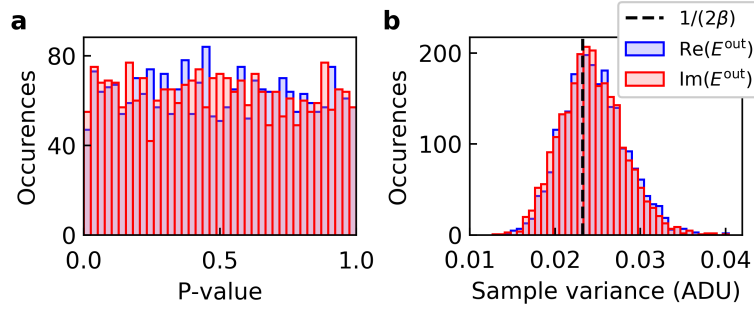 a
80
40
0
Occurences
0.0
0.5
1.0
P-value
b
200
100
0
Occurences
0.01
0.02
0.03
0.04
Sample variance (ADU)
1/(2β)
Re(E^out)
Im(E^out)